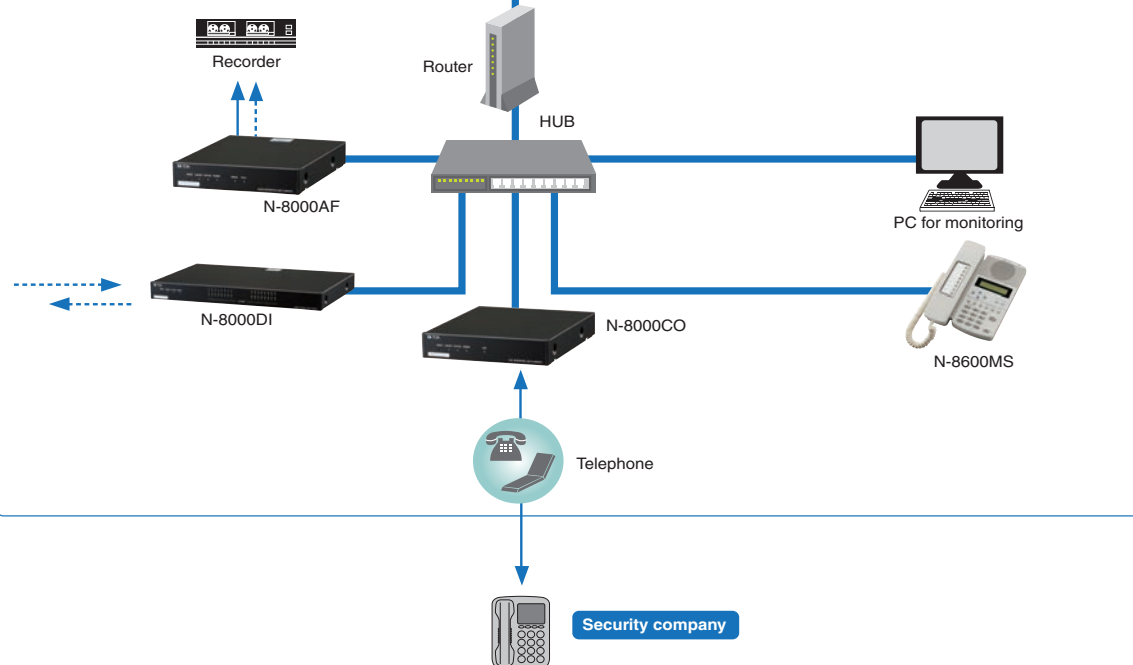 Recorder
Router
HUB
N-8000AF
PC for monitoring
N-8000DI
N-8000CO
N-8600MS
Telephone
Security company